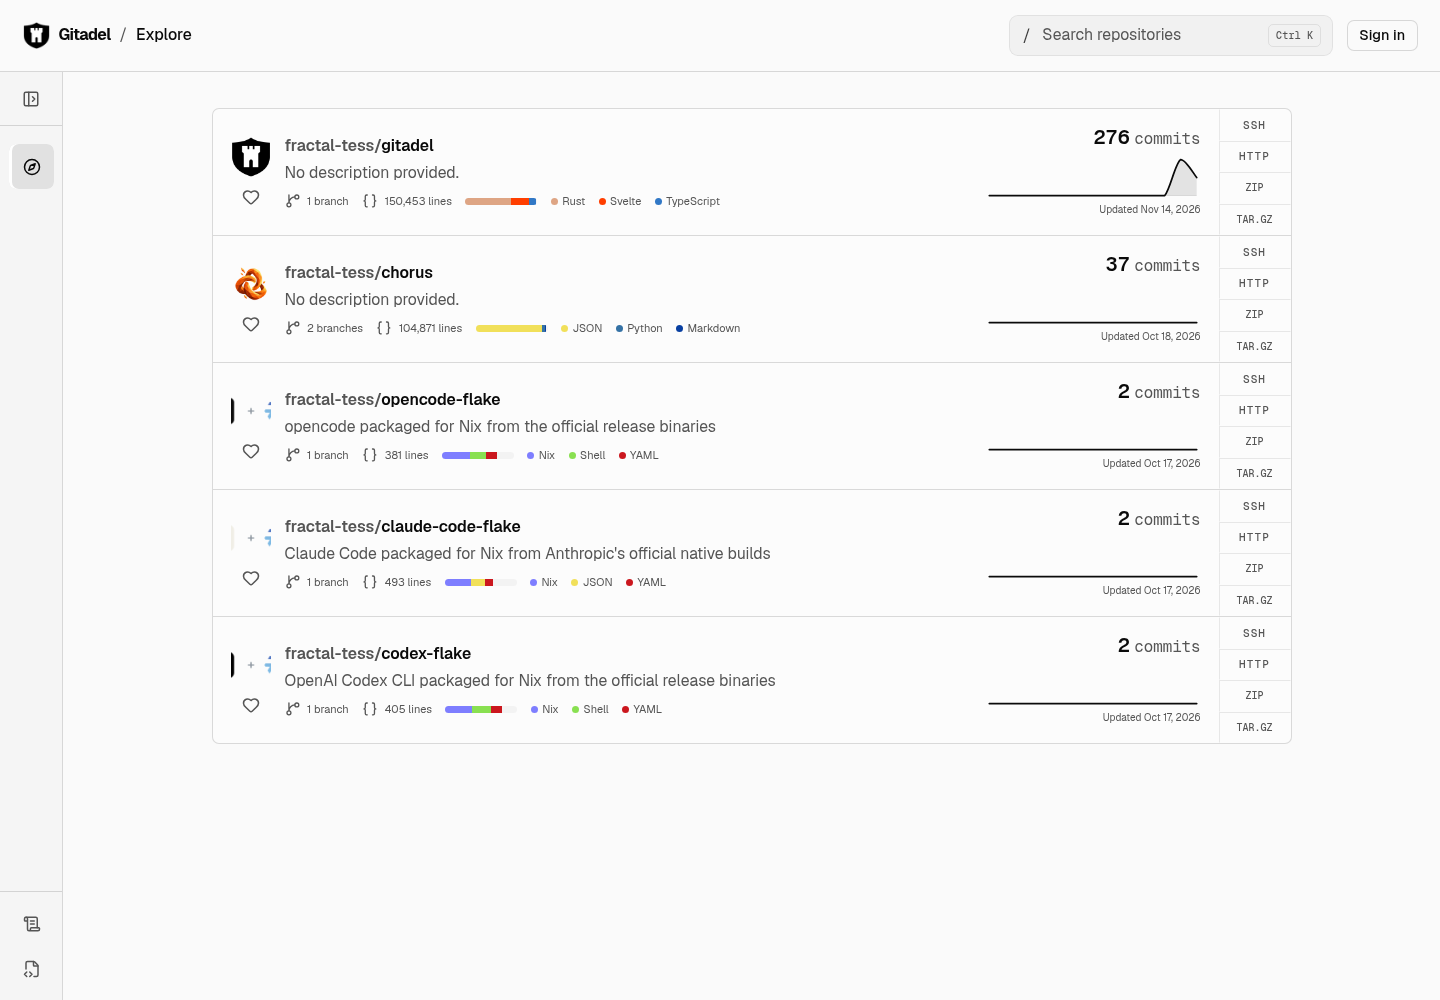 Gitadel / Explore
/ Search repositories Ctrl K
Sign in
fractal-tess/gitadel
No description provided.
1 branch 150,453 lines Rust Svelte TypeScript
276 commits
Updated Nov 14, 2026
SSH
HTTP
ZIP
TAR.GZ
fractal-tess/chorus
No description provided.
2 branches 104,871 lines JSON Python Markdown
37 commits
Updated Oct 18, 2026
SSH
HTTP
ZIP
TAR.GZ
fractal-tess/opencode-flake
opencode packaged for Nix from the official release binaries
1 branch 381 lines Nix Shell YAML
2 commits
Updated Oct 17, 2026
SSH
HTTP
ZIP
TAR.GZ
fractal-tess/claude-code-flake
Claude Code packaged for Nix from Anthropic's official native builds
1 branch 493 lines Nix JSON YAML
2 commits
Updated Oct 17, 2026
SSH
HTTP
ZIP
TAR.GZ
fractal-tess/codex-flake
OpenAI Codex CLI packaged for Nix from the official release binaries
1 branch 405 lines Nix Shell YAML
2 commits
Updated Oct 17, 2026
SSH
HTTP
ZIP
TAR.GZ